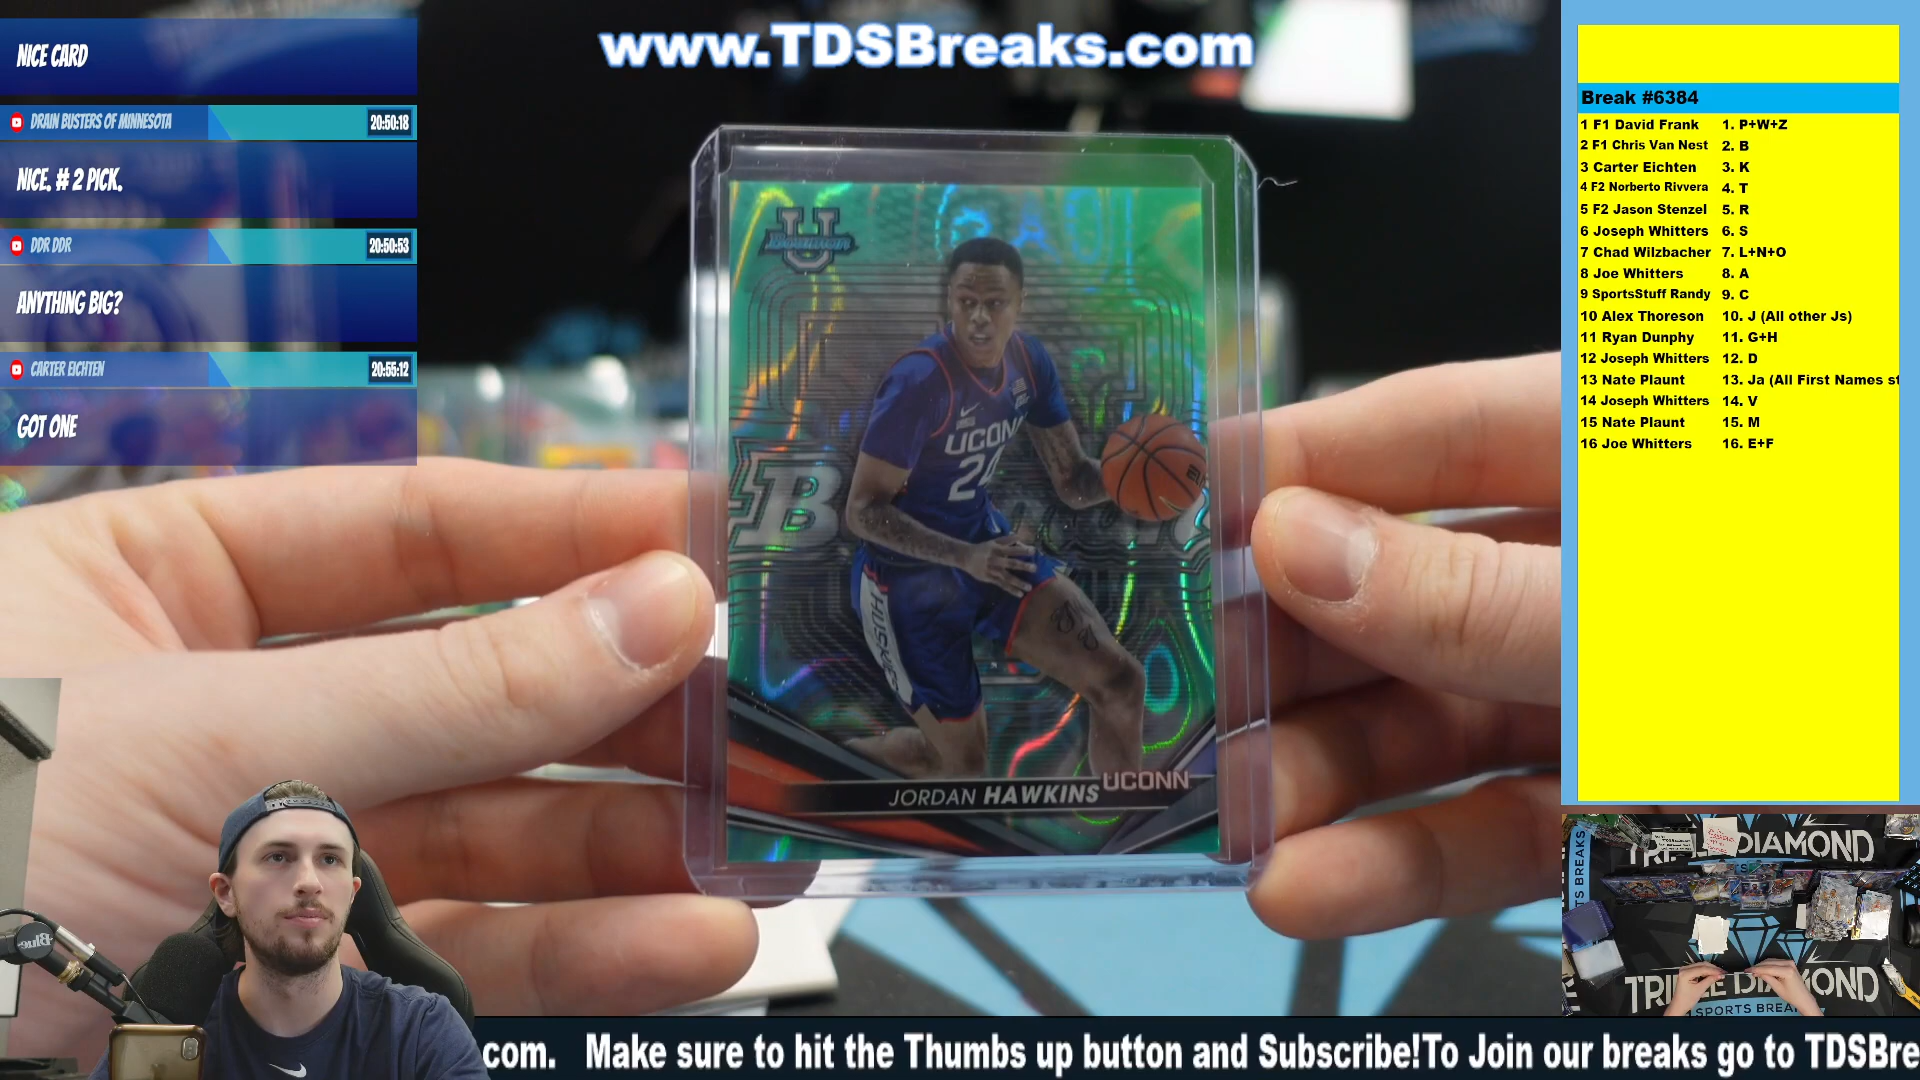 www.TDSBreaks.com
NICE CARD
DRAIN BUSTERS OF MINNESOTA
20:50:18
NICE. # 2 PICK.
DDR DDR
20:50:53
ANYTHING BIG?
CARTER EICHTEN
20:55:12
GOT ONE
U
Bowman
UCONN
24
HUSKIES
B
JORDAN HAWKINS
UCONN
Break #6384
1 F1 David Frank 1. P+W+Z
2 F1 Chris Van Nest 2. B
3 Carter Eichten 3. K
4 F2 Norberto Rivvera 4. T
5 F2 Jason Stenzel 5. R
6 Joseph Whitters 6. S
7 Chad Wilzbacher 7. L+N+O
8 Joe Whitters 8. A
9 SportsStuff Randy 9. C
10 Alex Thoreson 10. J (All other Js)
11 Ryan Dunphy 11. G+H
12 Joseph Whitters 12. D
13 Nate Plaunt 13. Ja (All First Names st
14 Joseph Whitters 14. V
15 Nate Plaunt 15. M
16 Joe Whitters 16. E+F
TRIPLE DIAMOND
TRIPLE DIAMOND
SPORTS BREA
S BREAKS
Blue
com. Make sure to hit the Thumbs up button and Subscribe!To Join our breaks go to TDSBre